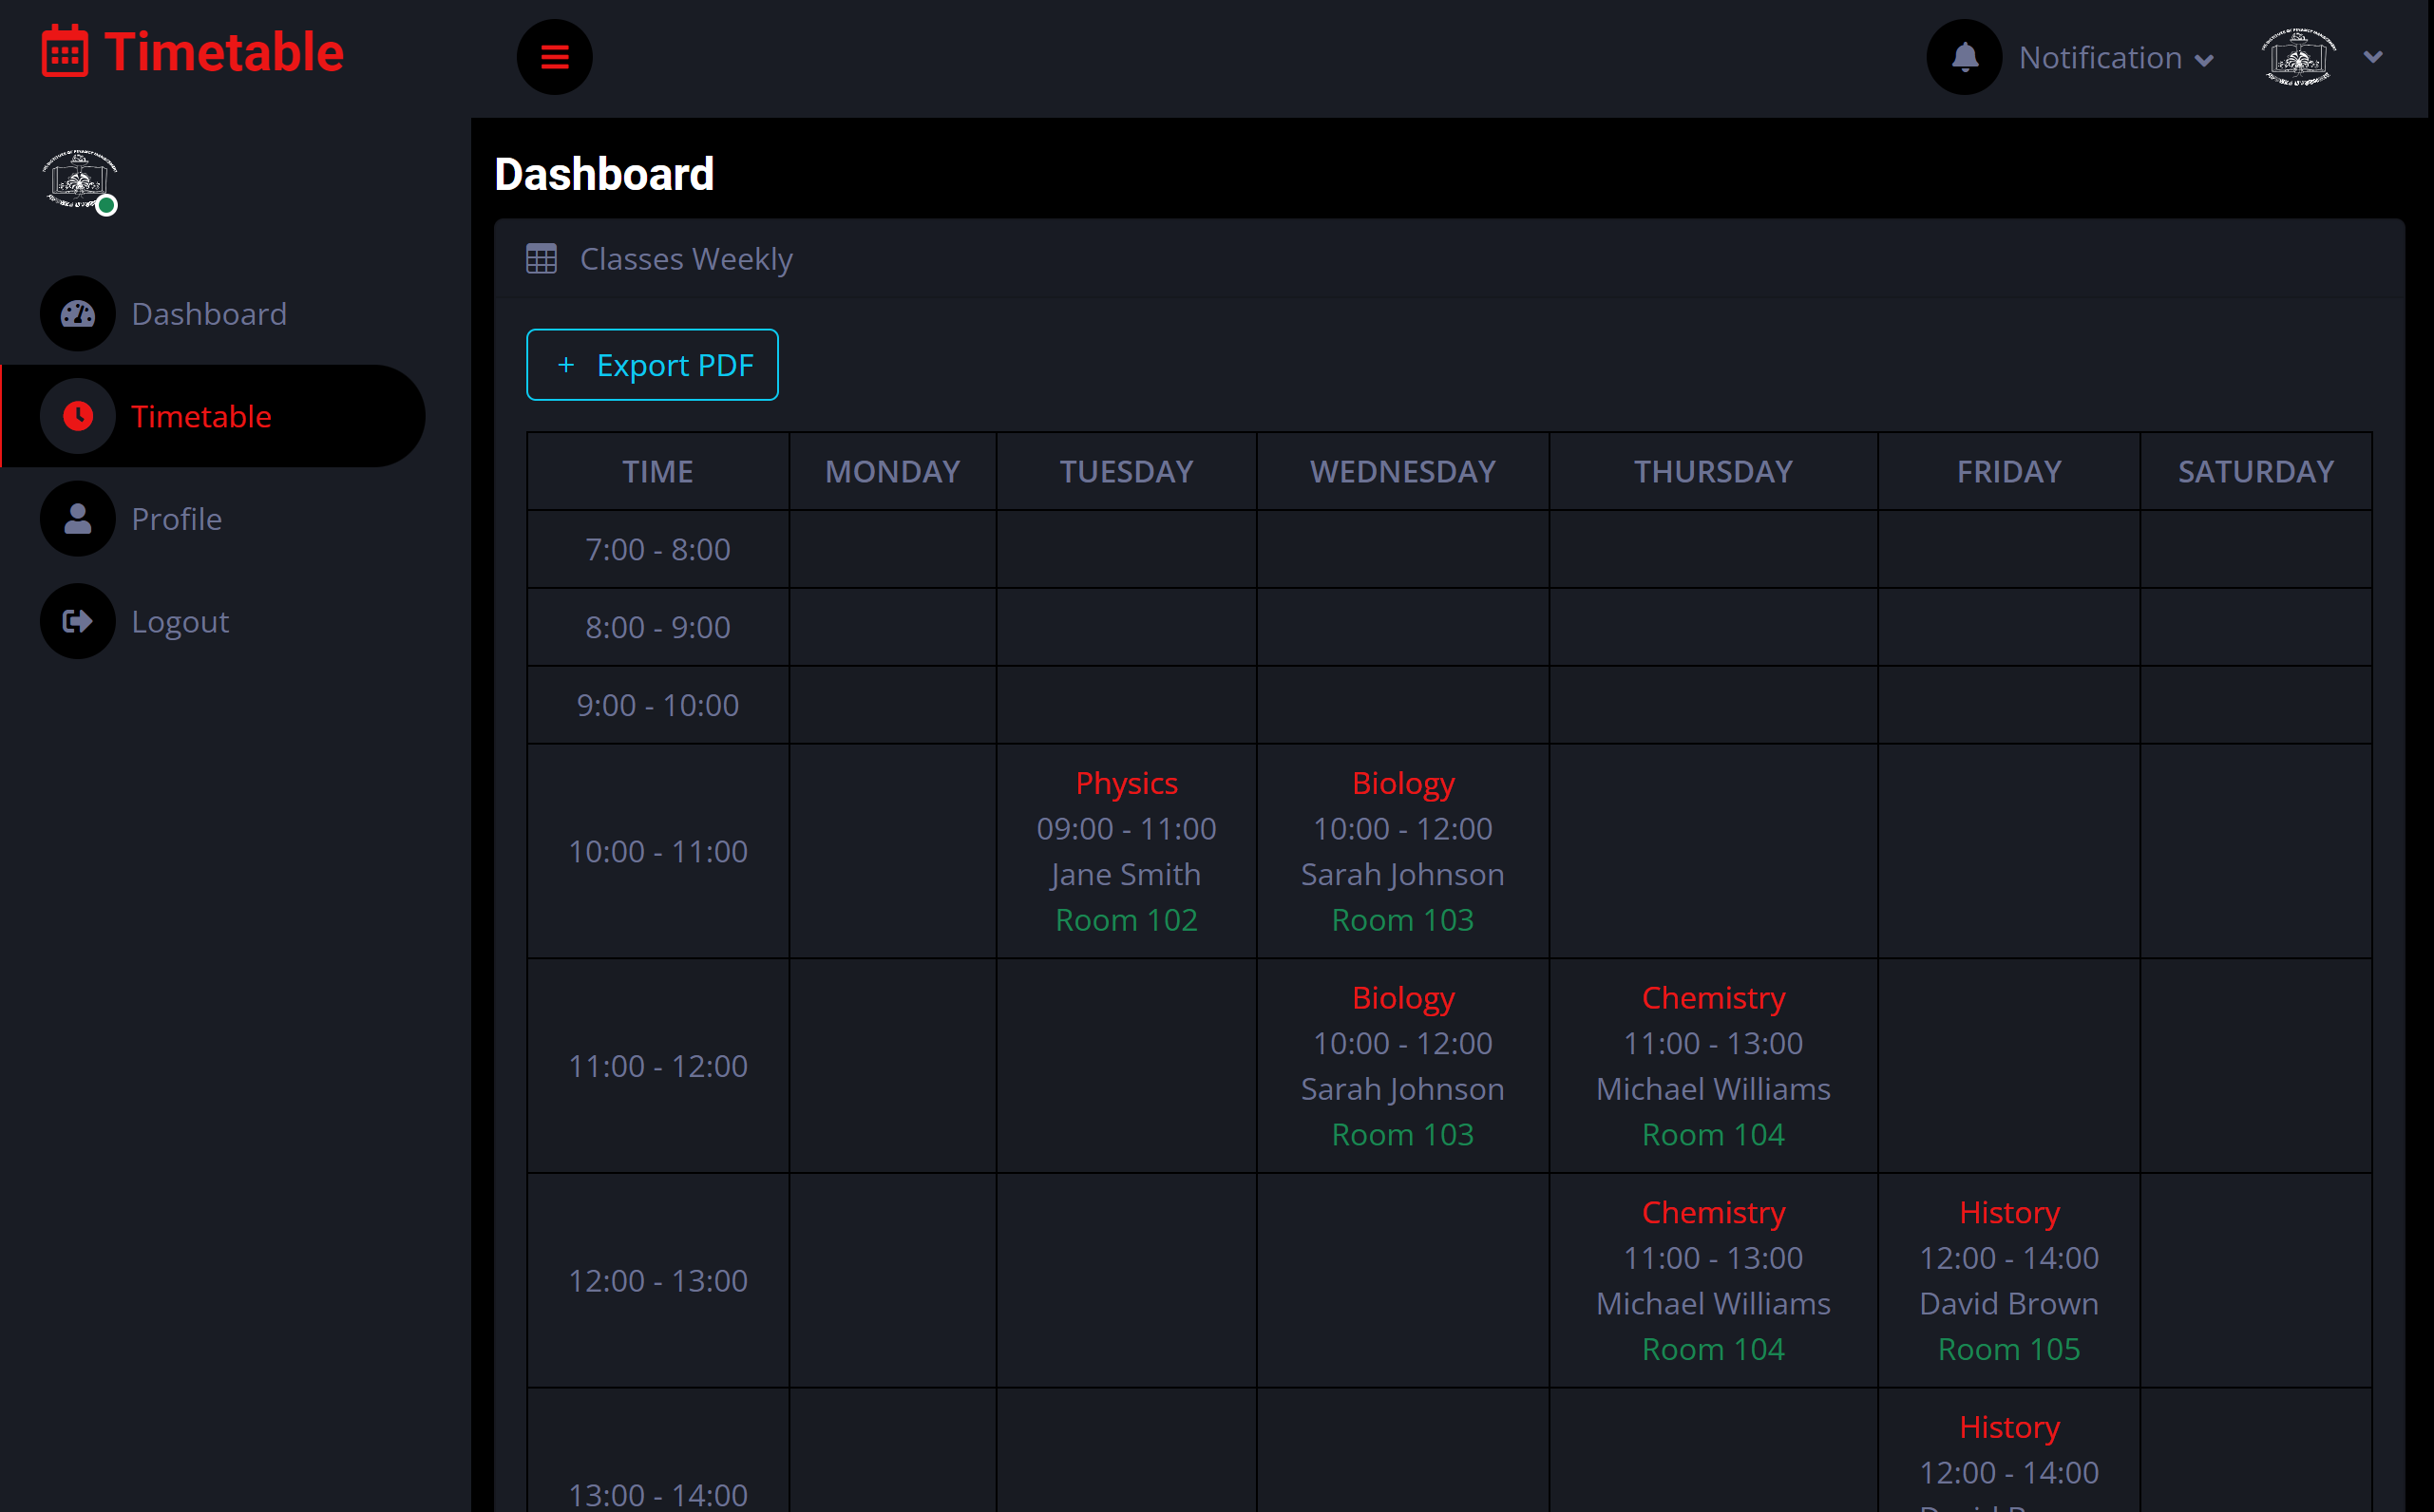 Timetable
Notification
Dashboard
Timetable
Profile
Logout
Dashboard
Classes Weekly
+ Export PDF
TIME MONDAY TUESDAY WEDNESDAY THURSDAY FRIDAY SATURDAY
7:00 - 8:00
8:00 - 9:00
9:00 - 10:00
10:00 - 11:00
Physics
09:00 - 11:00
Jane Smith
Room 102
Biology
10:00 - 12:00
Sarah Johnson
Room 103
11:00 - 12:00
Biology
10:00 - 12:00
Sarah Johnson
Room 103
Chemistry
11:00 - 13:00
Michael Williams
Room 104
12:00 - 13:00
Chemistry
11:00 - 13:00
Michael Williams
Room 104
History
12:00 - 14:00
David Brown
Room 105
13:00 - 14:00
History
12:00 - 14:00